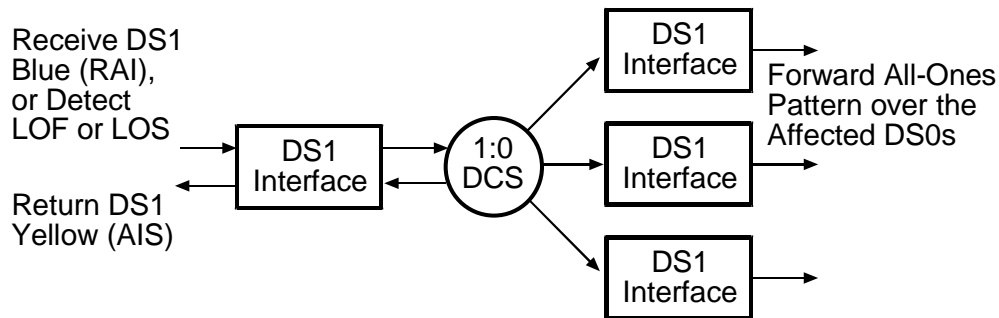 Receive DS1
Blue (RAI),
or Detect
LOF or LOS
Return DS1
Yellow (AIS)
DS1
Interface
1:0
DCS
DS1
Interface
DS1
Interface
DS1
Interface
Forward All-Ones
Pattern over the
Affected DS0s